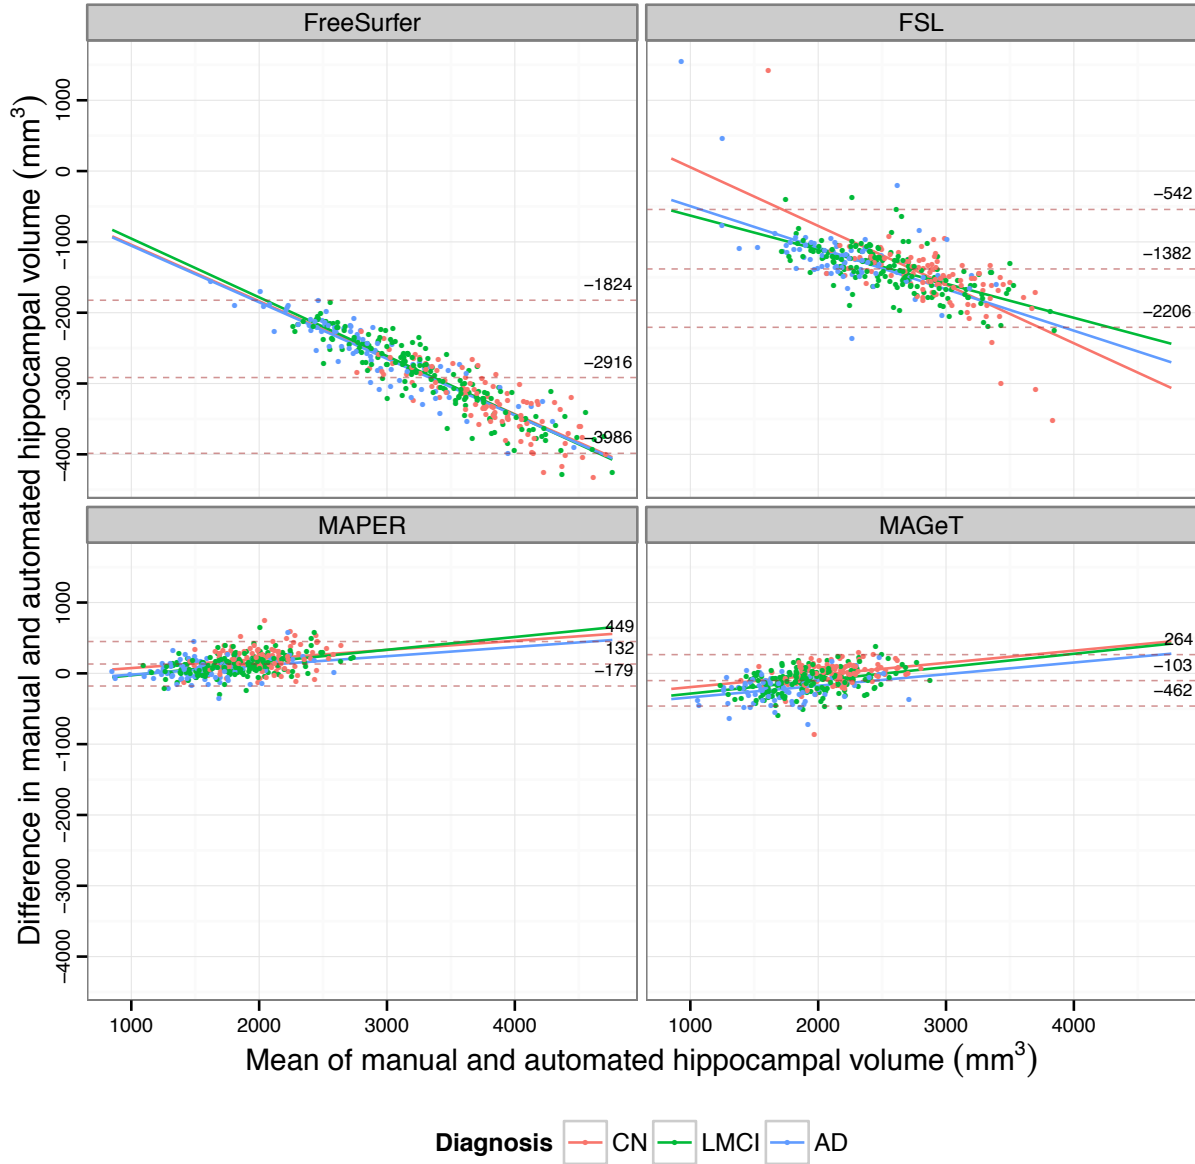 FreeSurfer
FSL
1000
0
−1000
−2000
−3000
−4000
−1824
−2916
−3986
−542
−1382
−2206
MAPER
MAGeT
1000
0
−1000
−2000
−3000
−4000
449
132
−179
264
−103
−462
1000 2000 3000 4000
1000 2000 3000 4000
Difference in manual and automated hippocampal volume (mm³)
Mean of manual and automated hippocampal volume (mm³)
Diagnosis CN LMCI AD